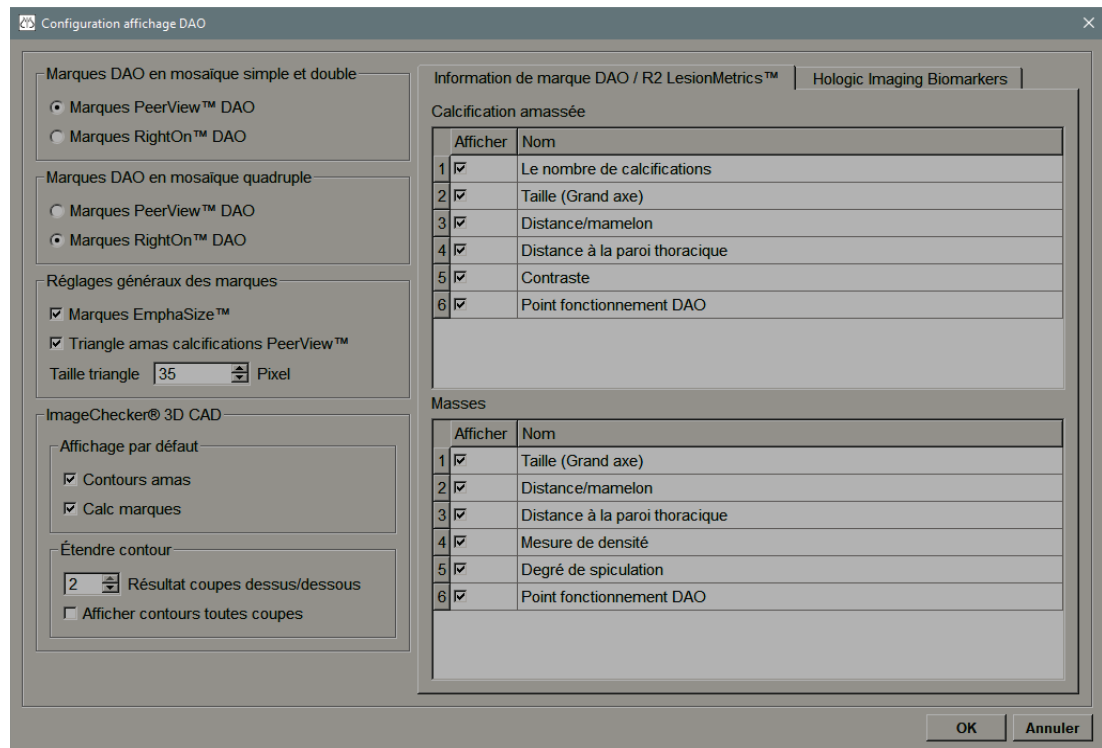 Configuration affichage DAO
Marques DAO en mosaïque simple et double
Marques PeerView™ DAO
Marques RightOn™ DAO
Marques DAO en mosaïque quadruple
Marques PeerView™ DAO
Marques RightOn™ DAO
Réglages généraux des marques
Marques EmphaSize™
Triangle amas calcifications PeerView™
Taille triangle 35 Pixel
ImageChecker® 3D CAD
Affichage par défaut
Contours amas
Calc marques
Étendre contour
2 Résultat coupes dessus/dessous
Afficher contours toutes coupes
Information de marque DAO / R2 LesionMetrics™ Hologic Imaging Biomarkers
Calcification amassée
Afficher Nom
1 Le nombre de calcifications
2 Taille (Grand axe)
3 Distance/mamelon
4 Distance à la paroi thoracique
5 Contraste
6 Point fonctionnement DAO
Masses
Afficher Nom
1 Taille (Grand axe)
2 Distance/mamelon
3 Distance à la paroi thoracique
4 Mesure de densité
5 Degré de spiculation
6 Point fonctionnement DAO
OK Annuler